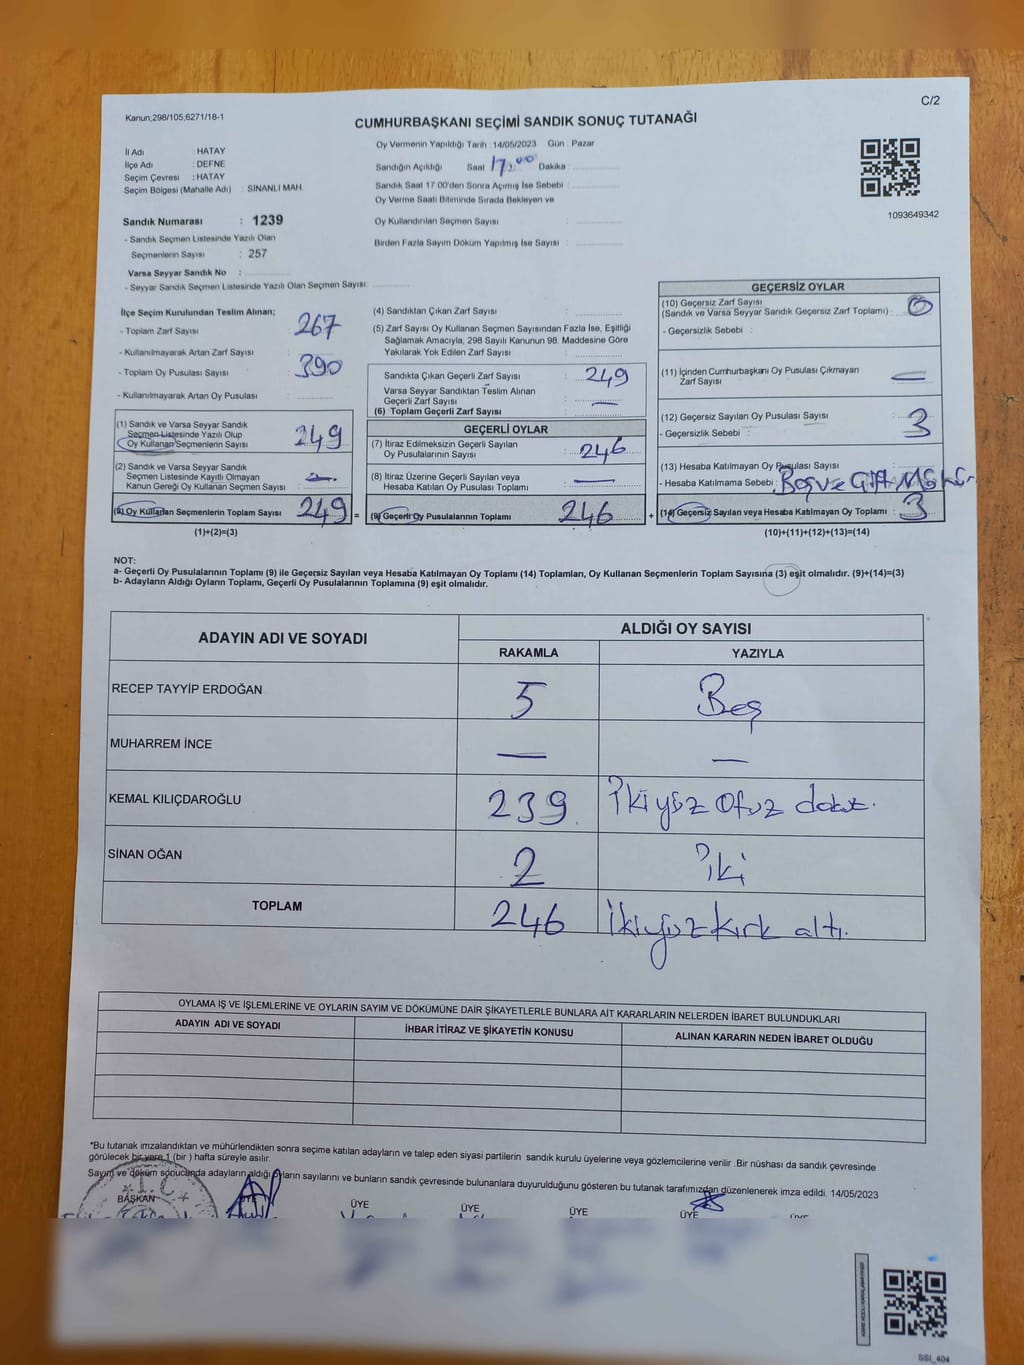 C/2
Kanun,298/105,6271/18-1
CUMHURBAŞKANI SEÇİMİ SANDIK SONUÇ TUTANAĞI
İl Adı : HATAY
İlçe Adı : DEFNE
Seçim Çevresi : HATAY
Seçim Bölgesi (Mahalle Adı) : SİNANLI MAH.
Oy Vermenin Yapıldığı Tarih : 14/05/2023 Gün : Pazar
Sandığın Açıldığı Saat 17.00 Dakika
Sandık Saat 17.00'den Sonra Açımış İse Sebebi :
Oy Verme Saati Bitiminde Sırada Bekleyen ve
Oy Kullandırılan Seçmen Sayısı :
Birden Fazla Sayım Döküm Yapılmış İse Sayısı :
1093649342
Sandık Numarası : 1239
- Sandık Seçmen Listesinde Yazılı Olan
Seçmenlerin Sayısı : 257
Varsa Seyyar Sandık No :
- Seyyar Sandık Seçmen Listesinde Yazılı Olan Seçmen Sayısı:
İlçe Seçim Kurulundan Teslim Alınan;
- Toplam Zarf Sayısı 267
- Kullanılmayarak Artan Zarf Sayısı
- Toplam Oy Pusulası Sayısı 390
- Kullanılmayarak Artan Oy Pusulası
(1) Sandık ve Varsa Seyyar Sandık
Seçmen Listesinde Yazılı Olup
Oy Kullanan Seçmenlerin Sayısı 249
(2) Sandık ve Varsa Seyyar Sandık
Seçmen Listesinde Kayıtlı Olmayan
Kanun Gereği Oy Kullanan Seçmen Sayısı : —
(3) Oy Kullanan Seçmenlerin Toplam Sayısı 249 =
(1)+(2)=(3)
(4) Sandıktan Çıkan Zarf Sayısı
(5) Zarf Sayısı Oy Kullanan Seçmen Sayısından Fazla İse, Eşitliği
Sağlamak Amacıyla, 298 Sayılı Kanunun 98. Maddesine Göre
Yakılarak Yok Edilen Zarf Sayısı
Sandıkta Çıkan Geçerli Zarf Sayısı : 249
Varsa Seyyar Sandıktan Teslim Alınan
Geçerli Zarf Sayısı : —
(6) Toplam Geçerli Zarf Sayısı :
GEÇERLİ OYLAR
(7) İtiraz Edilmeksizin Geçerli Sayılan
Oy Pusulalarının Sayısı : 246
(8) İtiraz Üzerine Geçerli Sayılan veya
Hesaba Katılan Oy Pusulası Toplamı : —
(9) Geçerli Oy Pusulalarının Toplamı 246 +
GEÇERSİZ OYLAR
(10) Geçersiz Zarf Sayısı
(Sandık ve Varsa Seyyar Sandık Geçersiz Zarf Toplamı) : 0
- Geçersizlik Sebebi :
(11) İçinden Cumhurbaşkanı Oy Pusulası Çıkmayan
Zarf Sayısı —
(12) Geçersiz Sayılan Oy Pusulası Sayısı : 3
- Geçersizlik Sebebi :
(13) Hesaba Katılmayan Oy Pusulası Sayısı :
- Hesaba Katılmama Sebebi : Boş ve Çift Mühür
(14) Geçersiz Sayılan veya Hesaba Katılmayan Oy Toplamı : 3
(10)+(11)+(12)+(13)=(14)
NOT:
a- Geçerli Oy Pusulalarının Toplamı (9) ile Geçersiz Sayılan veya Hesaba Katılmayan Oy Toplamı (14) Toplamları, Oy Kullanan Seçmenlerin Toplam Sayısına (3) eşit olmalıdır. (9)+(14)=(3)
b- Adayların Aldığı Oyların Toplamı, Geçerli Oy Pusulalarının Toplamına (9) eşit olmalıdır.
ADAYIN ADI VE SOYADI ALDIĞI OY SAYISI
RAKAMLA YAZIYLA
RECEP TAYYİP ERDOĞAN 5 Beş
MUHARREM İNCE — —
KEMAL KILIÇDAROĞLU 239 İkiyüz Otuz dokuz.
SİNAN OĞAN 2 İki
TOPLAM 246 İkiyüz kırk altı.
OYLAMA İŞ VE İŞLEMLERİNE VE OYLARIN SAYIM VE DÖKÜMÜNE DAİR ŞİKAYETLERLE BUNLARA AİT KARARLARIN NELERDEN İBARET BULUNDUKLARI
ADAYIN ADI VE SOYADI İHBAR İTİRAZ VE ŞİKAYETİN KONUSU ALINAN KARARIN NEDEN İBARET OLDUĞU
*Bu tutanak imzalandıktan ve mühürlendikten sonra seçime katılan adayların ve talep eden siyasi partilerin sandık kurulu üyelerine veya gözlemcilerine verilir .Bir nüshası da sandık çevresinde
görülecek bir yere 1 (bir ) hafta süreyle asılır.
Sayım ve döküm sonucunda adayların aldığı oyların sayılarını ve bunların sandık çevresinde bulunanlara duyurulduğunu gösteren bu tutanak tarafımızdan düzenlenerek imza edildi. 14/05/2023
T.C.
BAŞKAN ÜYE ÜYE ÜYE ÜYE ÜYE ÜYE
SSI_404